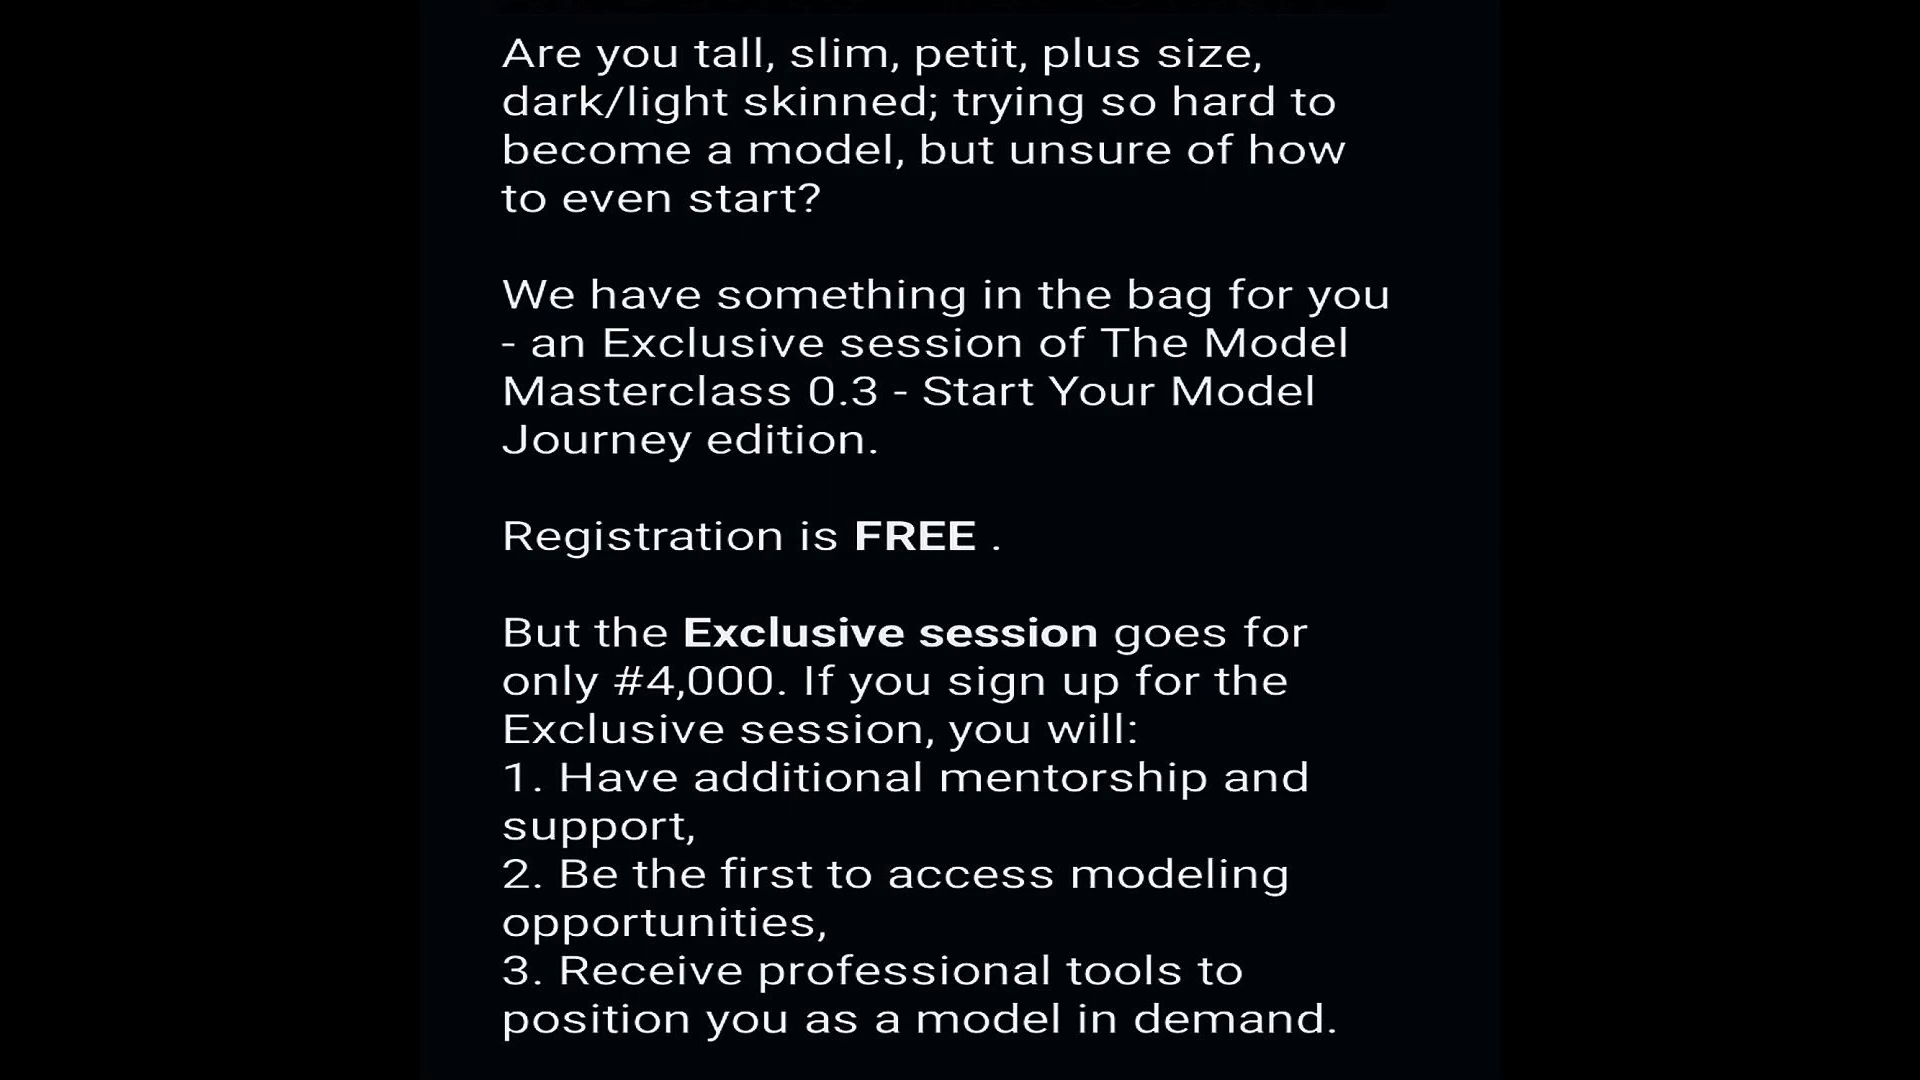 Are you tall, slim, petit, plus size,
dark/light skinned; trying so hard to
become a model, but unsure of how
to even start?
We have something in the bag for you
- an Exclusive session of The Model
Masterclass 0.3 - Start Your Model
Journey edition.
Registration is FREE .
But the Exclusive session goes for
only #4,000. If you sign up for the
Exclusive session, you will:
1. Have additional mentorship and
support,
2. Be the first to access modeling
opportunities,
3. Receive professional tools to
position you as a model in demand.